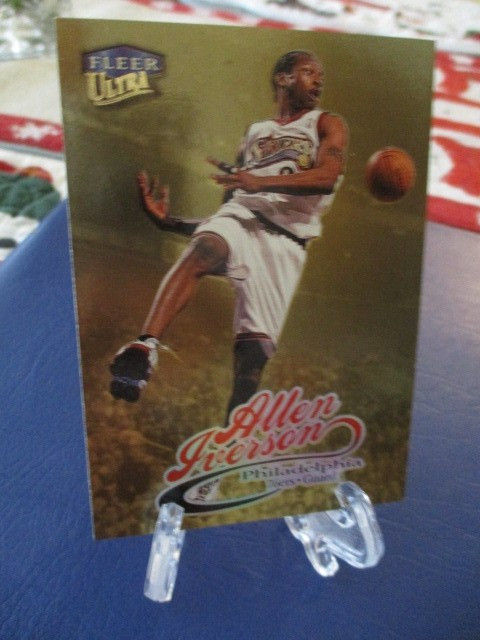 FLEER
ULTRA
Allen
Iverson
Philadelphia
76ers • Guard